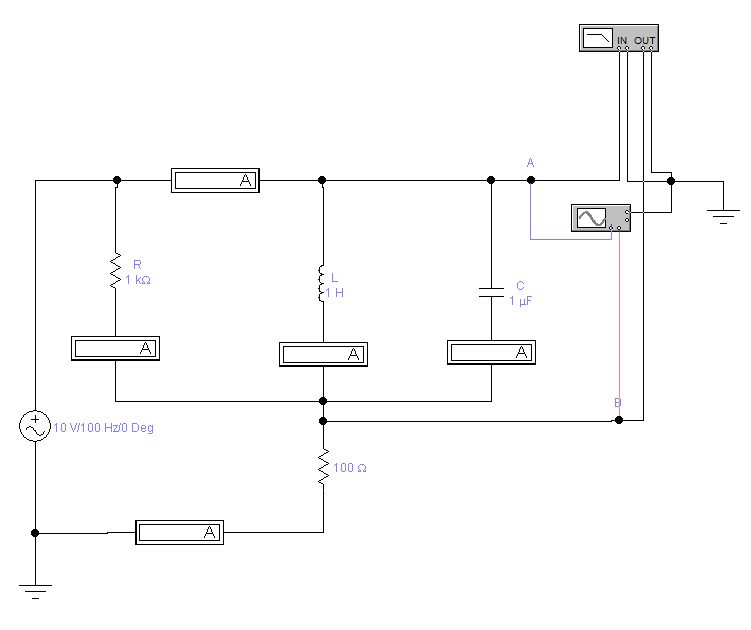 IN OUT
A
A
R
1 kΩ
L
1 H
C
1 µF
A
A
A
B
10 V/100 Hz/0 Deg
100 Ω
A